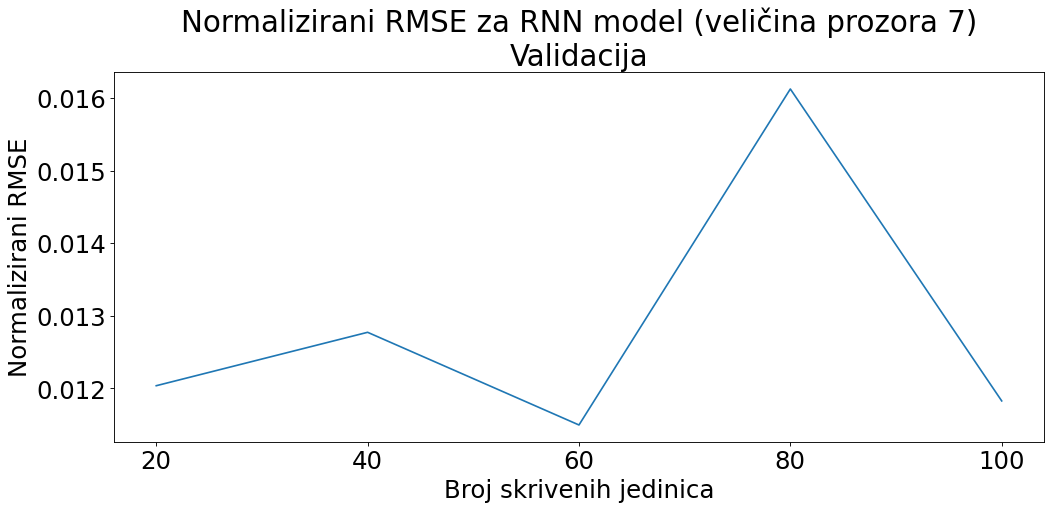 Normalizirani RMSE za RNN model (veličina prozora 7)
Validacija
Normalizirani RMSE
0.016
0.015
0.014
0.013
0.012
20 40 60 80 100
Broj skrivenih jedinica